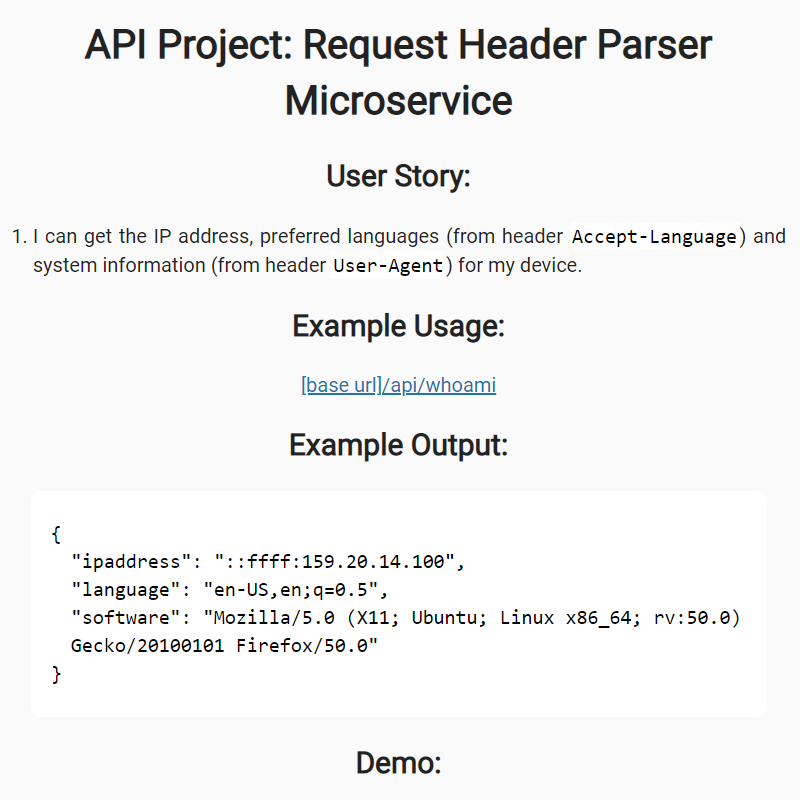 API Project: Request Header Parser
Microservice
User Story:
1. I can get the IP address, preferred languages (from header Accept-Language) and
system information (from header User-Agent) for my device.
Example Usage:
[base url]/api/whoami
Example Output:
{
"ipaddress": "::ffff:159.20.14.100",
"language": "en-US,en;q=0.5",
"software": "Mozilla/5.0 (X11; Ubuntu; Linux x86_64; rv:50.0)
Gecko/20100101 Firefox/50.0"
}
Demo: